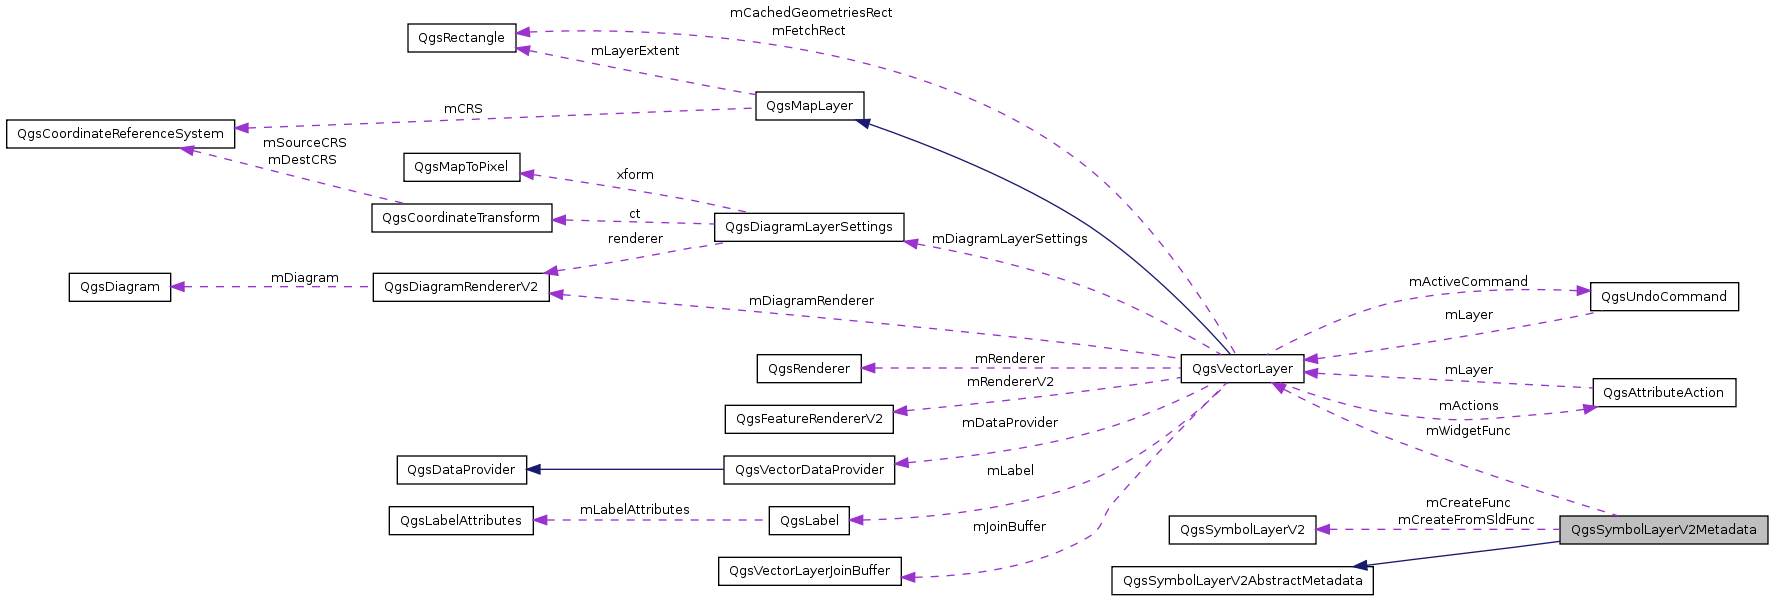 mCachedGeometriesRect
mFetchRect
QgsRectangle
mLayerExtent
QgsMapLayer
mCRS
QgsCoordinateReferenceSystem
mSourceCRS
mDestCRS
QgsMapToPixel
xform
QgsCoordinateTransform
ct
QgsDiagramLayerSettings
renderer
mDiagramLayerSettings
QgsDiagram
mDiagram
QgsDiagramRendererV2
mDiagramRenderer
mActiveCommand
QgsUndoCommand
mLayer
QgsRenderer
mRenderer
QgsVectorLayer
mLayer
mRendererV2
QgsAttributeAction
mActions
QgsFeatureRendererV2
mDataProvider
mWidgetFunc
QgsDataProvider
QgsVectorDataProvider
mLabel
QgsLabelAttributes
mLabelAttributes
QgsLabel
mJoinBuffer
mCreateFunc
mCreateFromSldFunc
QgsSymbolLayerV2
QgsSymbolLayerV2Metadata
QgsVectorLayerJoinBuffer
QgsSymbolLayerV2AbstractMetadata